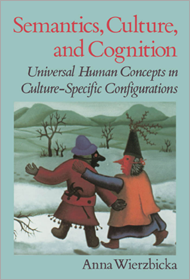 Semantics, Culture,
and Cognition
Universal Human Concepts in
Culture-Specific Configurations
Anna Wierzbicka